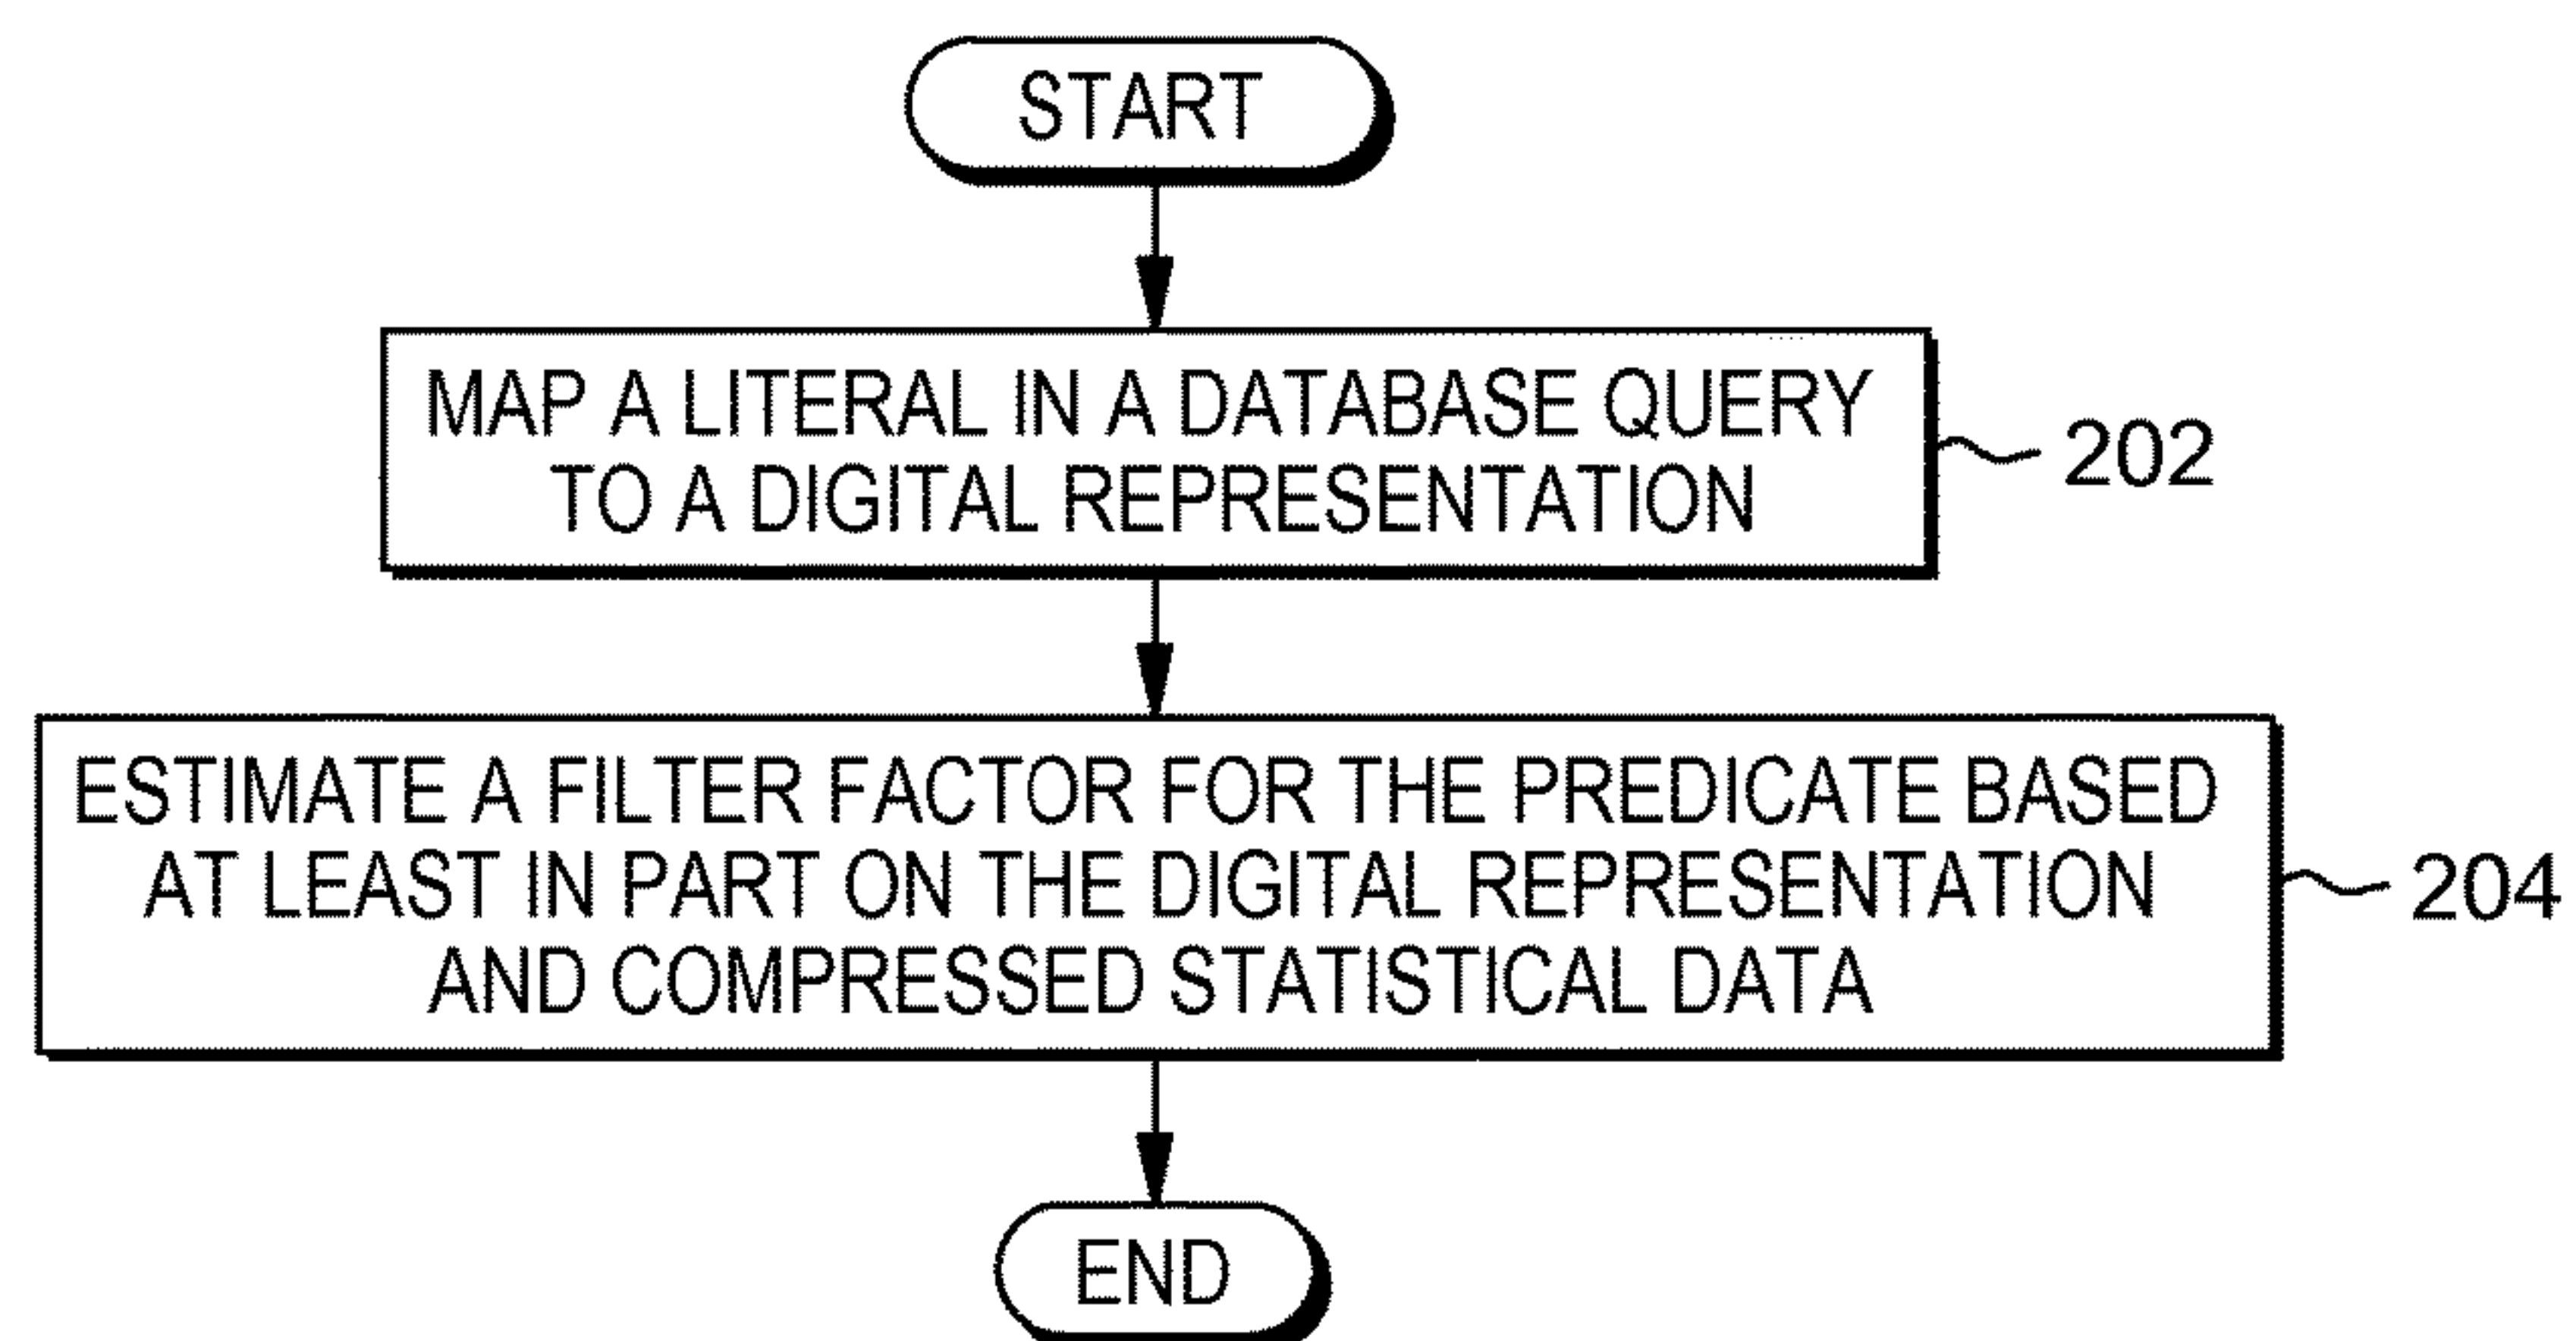 START
MAP A LITERAL IN A DATABASE QUERY
TO A DIGITAL REPRESENTATION
202
ESTIMATE A FILTER FACTOR FOR THE PREDICATE BASED
AT LEAST IN PART ON THE DIGITAL REPRESENTATION
AND COMPRESSED STATISTICAL DATA
204
END